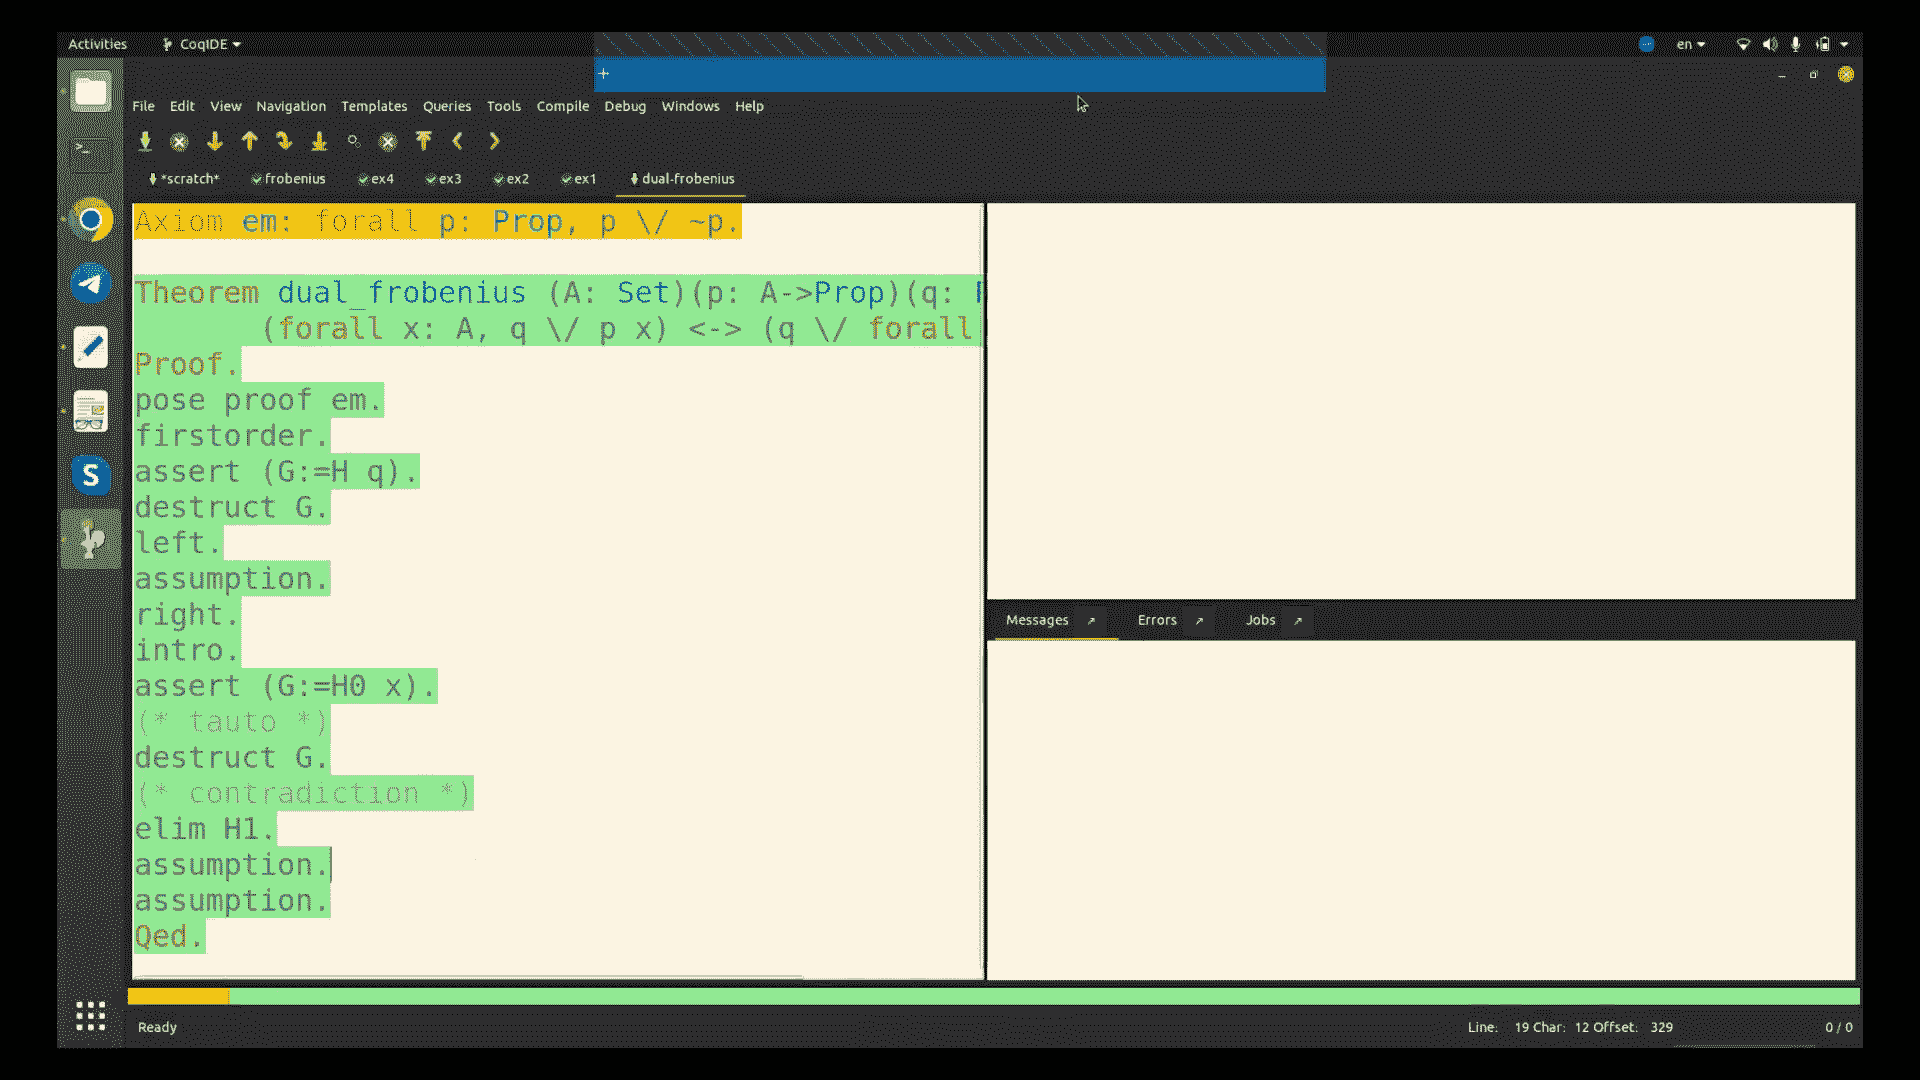 Activities CoqIDE en
File Edit View Navigation Templates Queries Tools Compile Debug Windows Help
*scratch* frobenius ex4 ex3 ex2 ex1 dual-frobenius
Axiom em: forall p: Prop, p \/ ~p.
Theorem dual_frobenius (A: Set)(p: A->Prop)(q:
(forall x: A, q \/ p x) <-> (q \/ forall
Proof.
pose proof em.
firstorder.
assert (G:=H q).
destruct G.
left.
assumption.
right.
intro.
assert (G:=H0 x).
(* tauto *)
destruct G.
(* contradiction *)
elim H1.
assumption.
assumption.
Qed.
Messages Errors Jobs
Ready Line: 19 Char: 12 Offset: 329 0 / 0